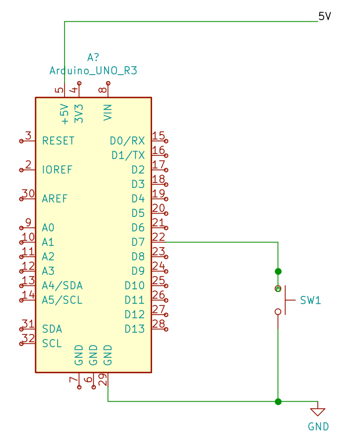 5V
A?
Arduino_UNO_R3
5 4 8
+5V 3V3 VIN
3 RESET D0/RX 15
D1/TX 16
2 IOREF D2 17
D3 18
30 AREF D4 19
D5 20
9 A0 D6 21
10 A1 D7 22
11 A2 D8 23
12 A3 D9 24
13 A4/SDA D10 25
14 A5/SCL D11 26
D12 27
31 SDA D13 28
32 SCL
GND GND GND
7 6 29
SW1
GND